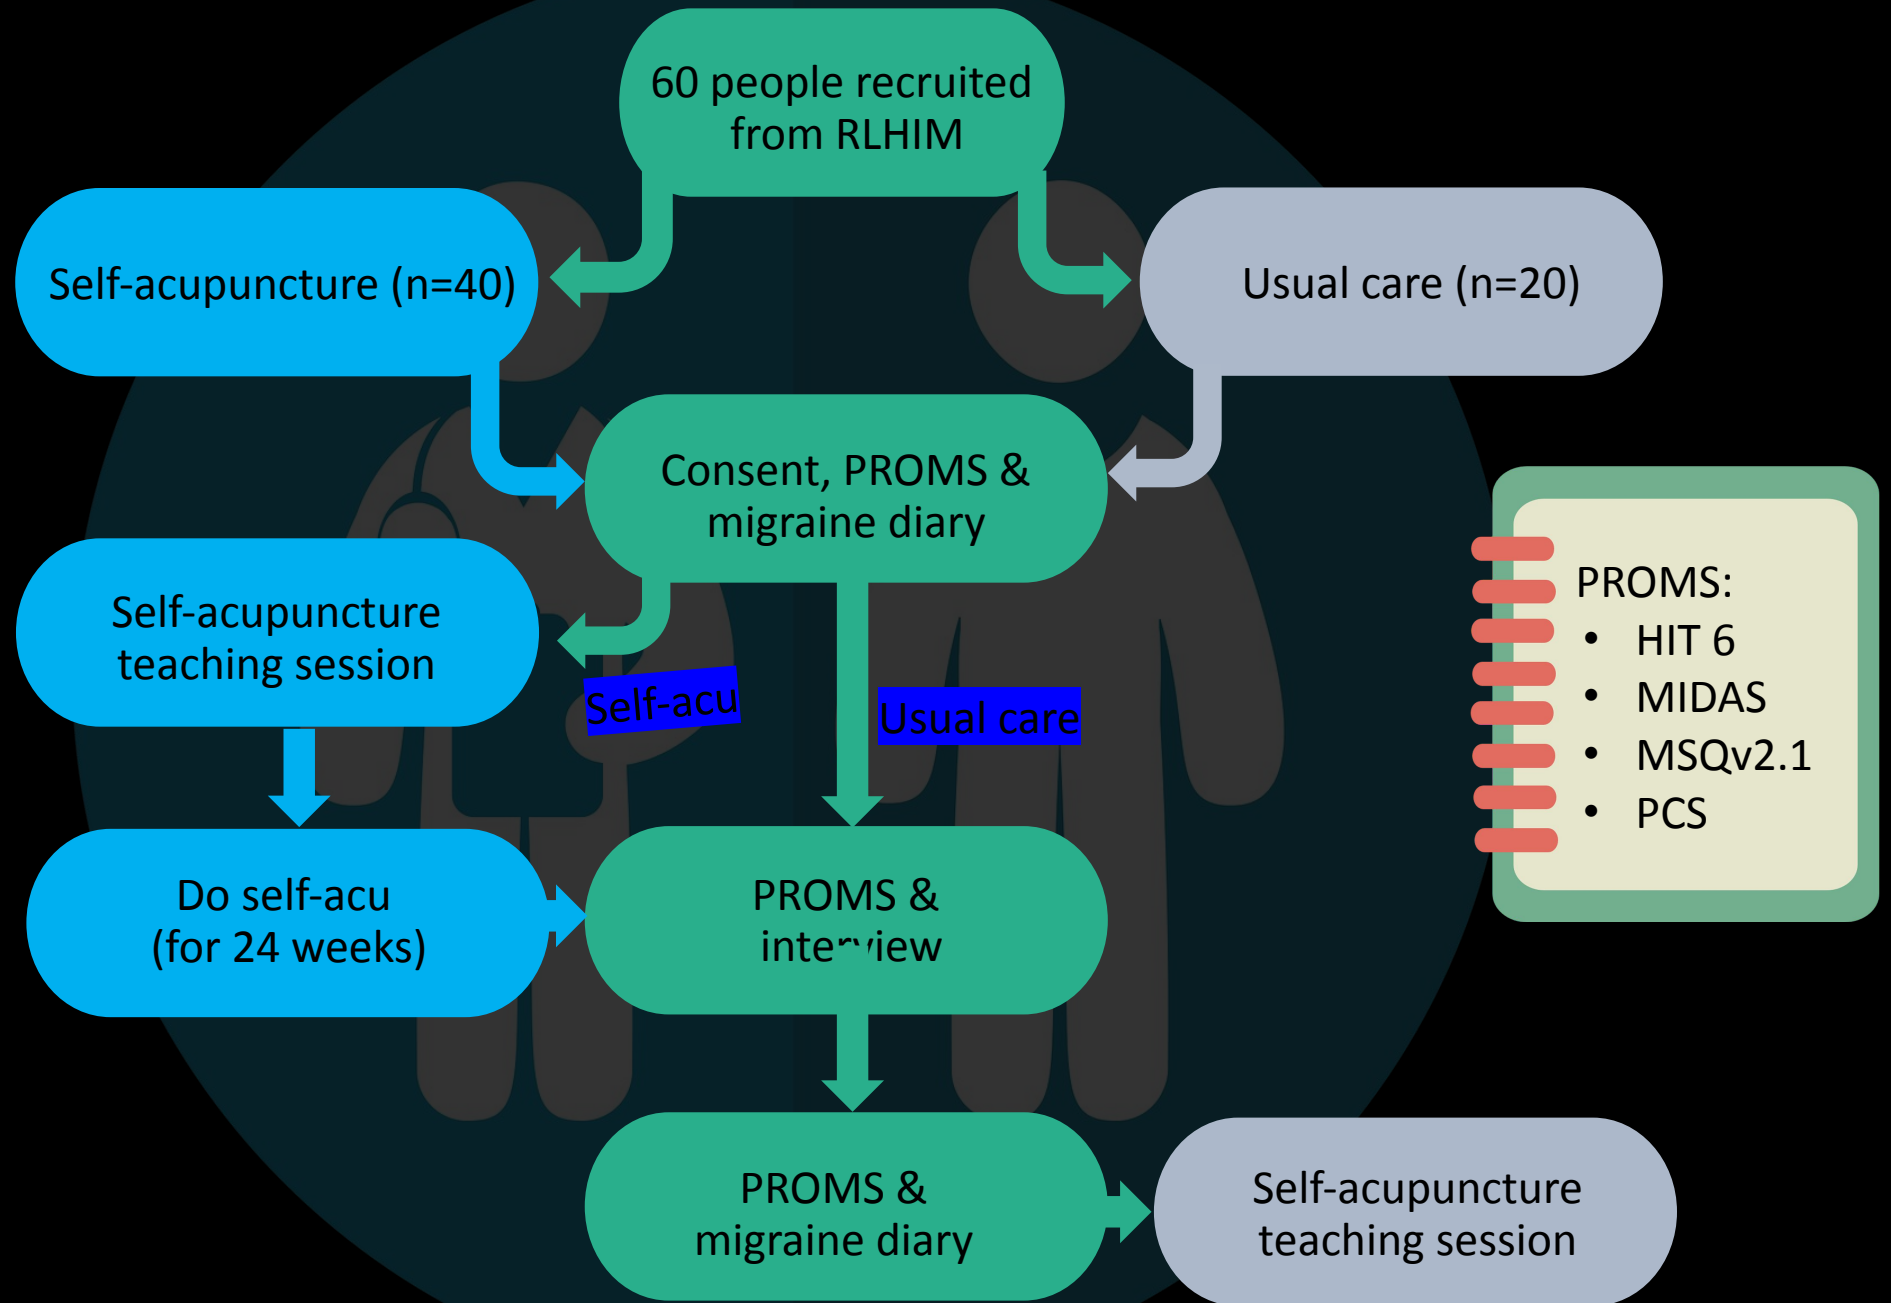 60 people recruited
from RLHIM
Self-acupuncture (n=40)
Usual care (n=20)
Consent, PROMS &
migraine diary
Self-acupuncture
teaching session
Self-acu
Usual care
PROMS:
• HIT 6
• MIDAS
• MSQv2.1
• PCS
Do self-acu
(for 24 weeks)
PROMS &
interview
PROMS &
migraine diary
Self-acupuncture
teaching session